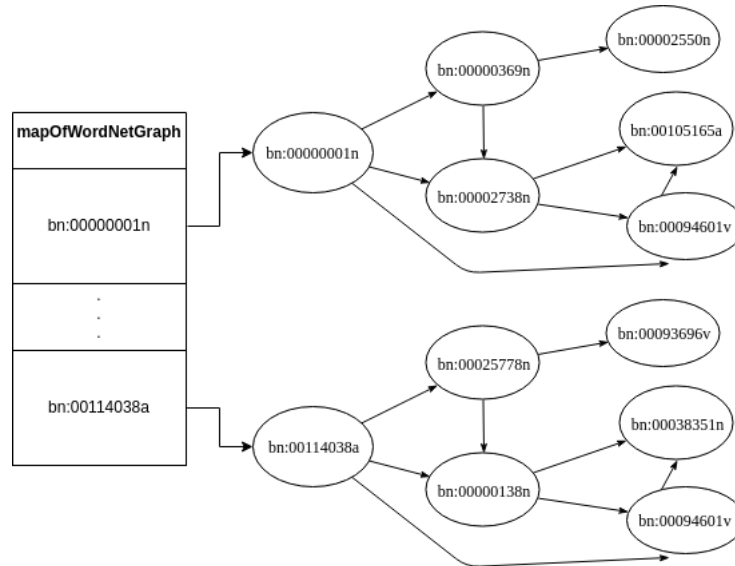 mapOfWordNetGraph
bn:00000001n
.
.
.
bn:00114038a
bn:00000001n
bn:00000369n
bn:00002550n
bn:00002738n
bn:00105165a
bn:00094601v
bn:00114038a
bn:00025778n
bn:00093696v
bn:00000138n
bn:00038351n
bn:00094601v